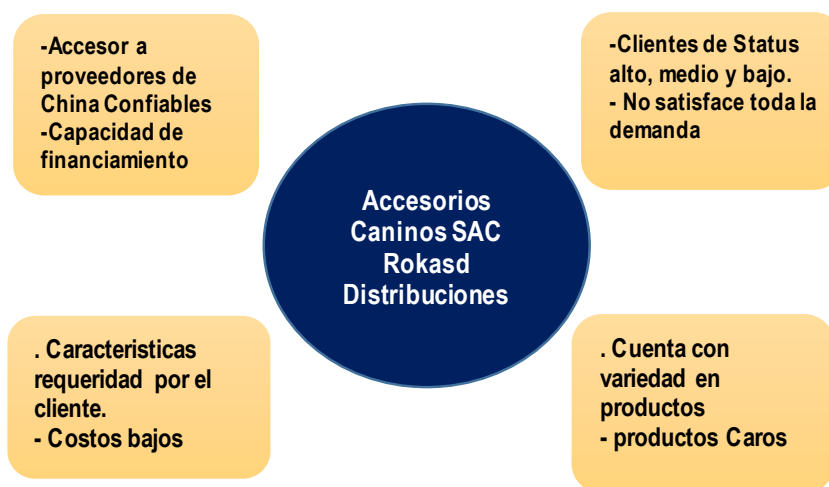 -Accesor a
proveedores de
China Confiables
-Capacidad de
financiamiento
-Clientes de Status
alto, medio y bajo.
- No satisface toda la
demanda
Accesorios
Caninos SAC
Rokasd
Distribuciones
. Caracteristicas
requeridad por el
cliente.
- Costos bajos
. Cuenta con
variedad en
productos
- productos Caros